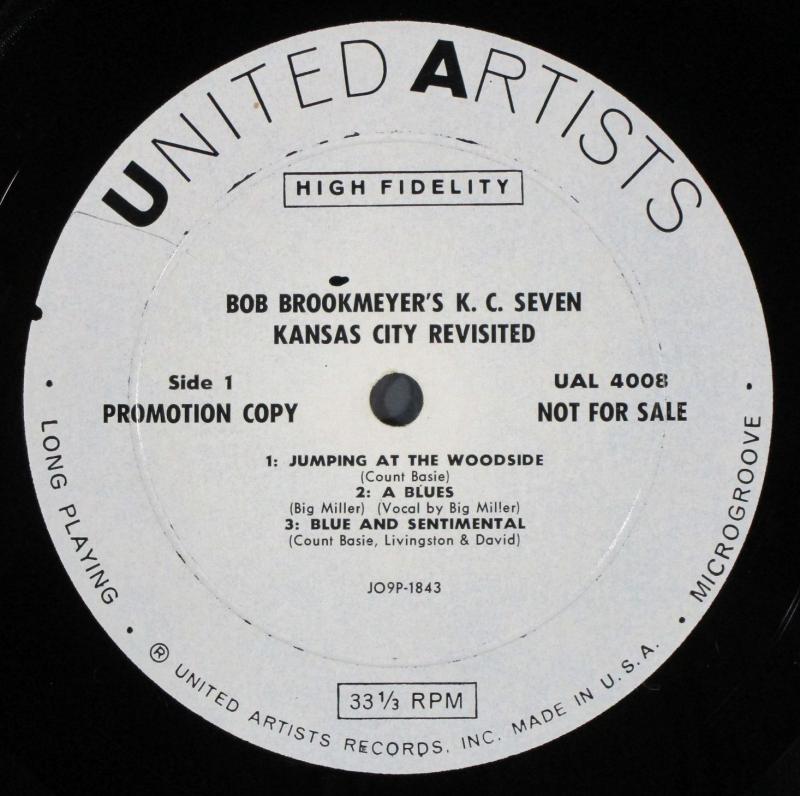 UNITED ARTISTS
HIGH FIDELITY
BOB BROOKMEYER'S K. C. SEVEN
KANSAS CITY REVISITED
Side 1
UAL 4008
PROMOTION COPY
NOT FOR SALE
1: JUMPING AT THE WOODSIDE
(Count Basie)
2: A BLUES
(Big Miller) (Vocal by Big Miller)
3: BLUE AND SENTIMENTAL
(Count Basie, Livingston & David)
JO9P-1843
33 1/3 RPM
• LONG PLAYING • ® UNITED ARTISTS RECORDS, INC. MADE IN U.S.A. • MICROGROOVE •